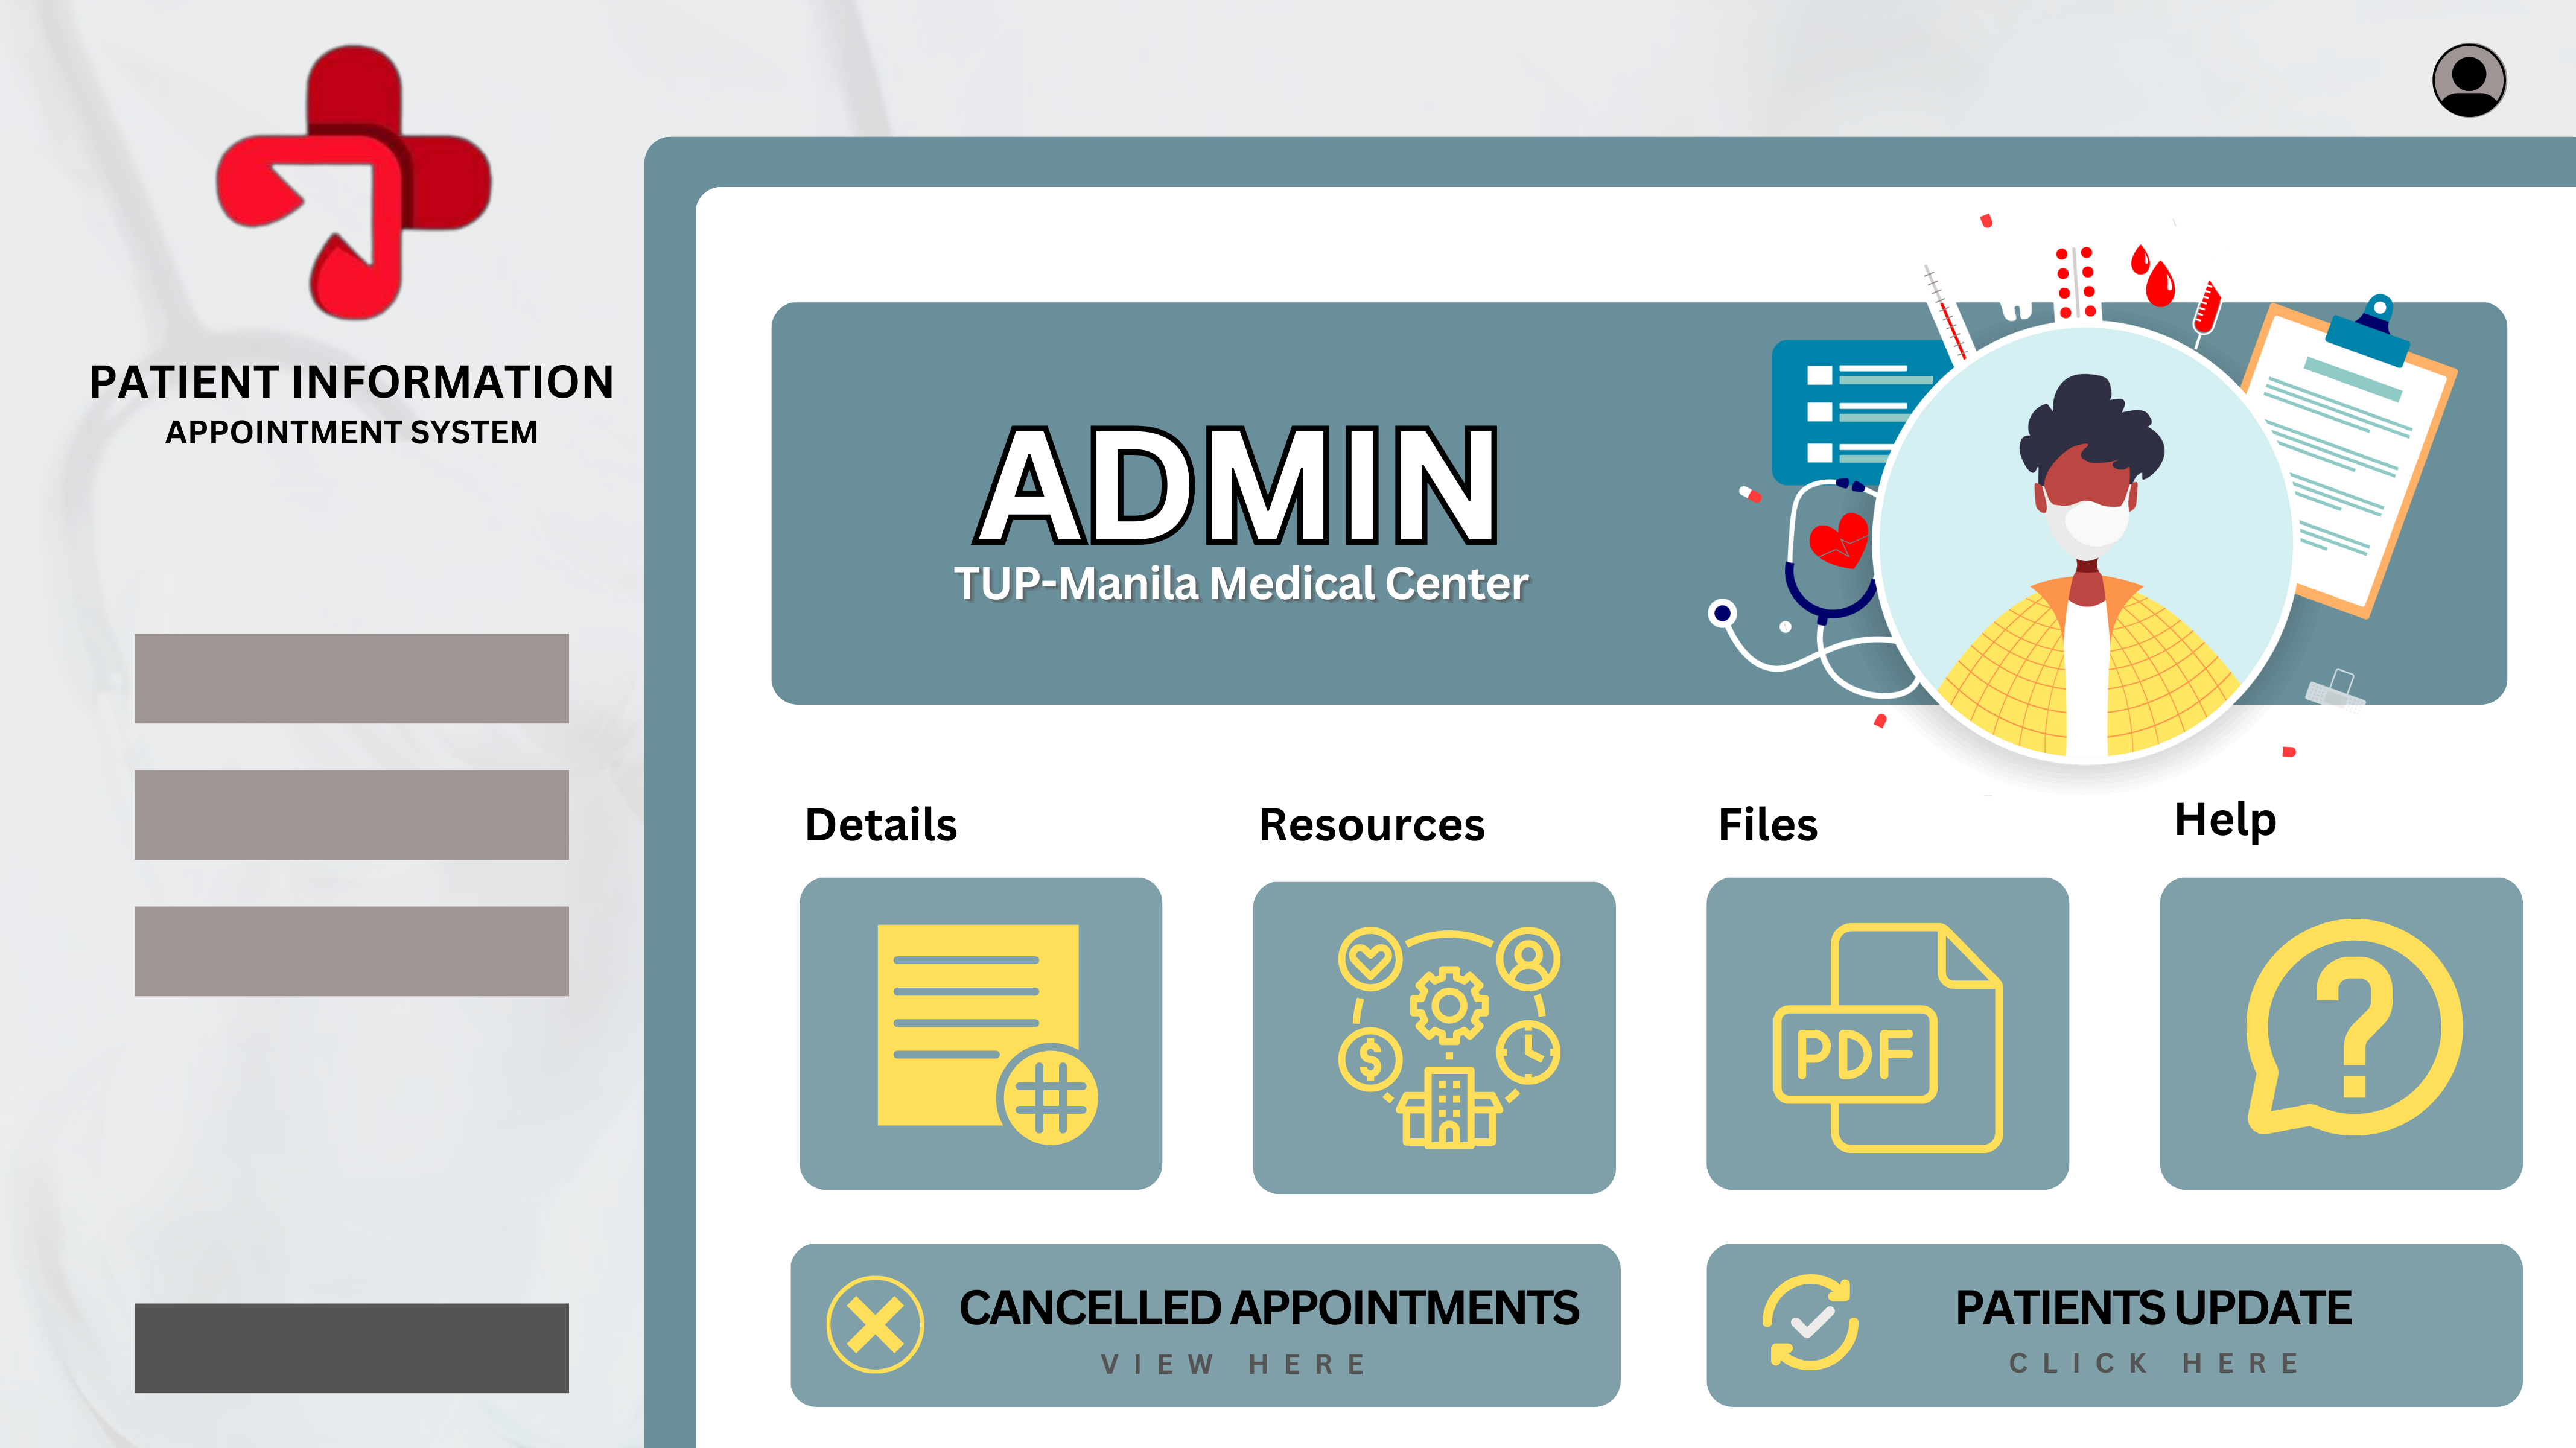 PATIENT INFORMATION
APPOINTMENT SYSTEM
ADMIN
TUP-Manila Medical Center
Details
Resources
Files
Help
$
PDF
?
#
CANCELLED APPOINTMENTS
VIEW HERE
PATIENTS UPDATE
CLICK HERE